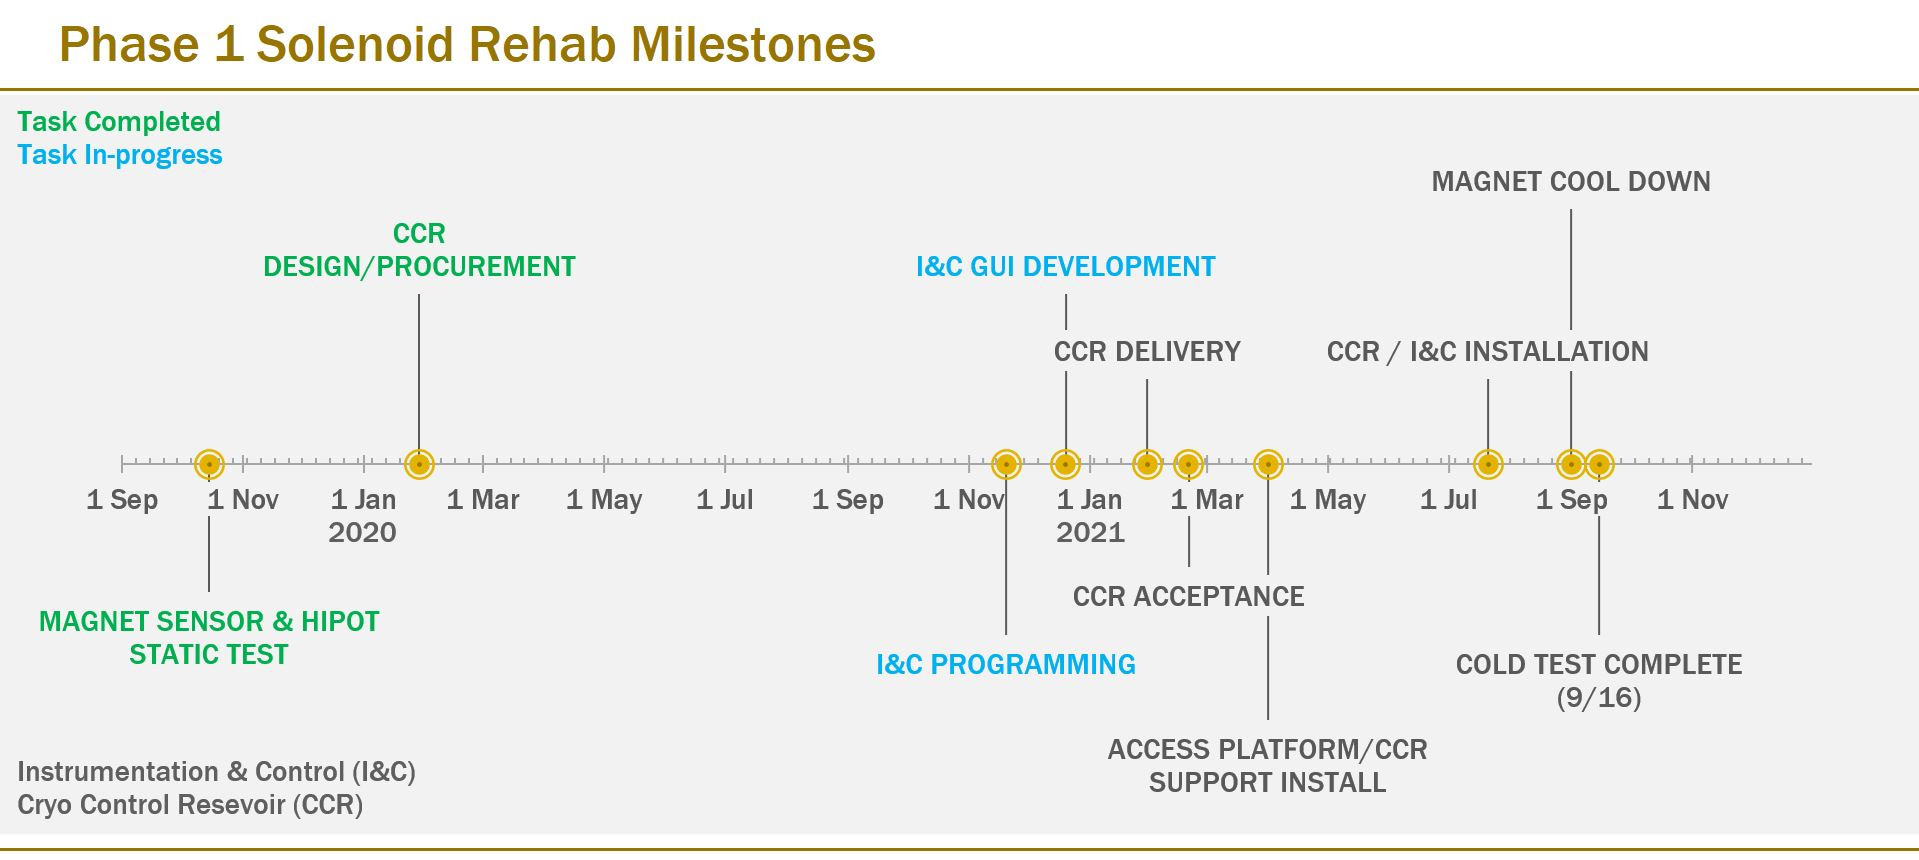 Phase 1 Solenoid Rehab Milestones
Task Completed
Task In-progress
MAGNET COOL DOWN
CCR
DESIGN/PROCUREMENT
I&C GUI DEVELOPMENT
CCR DELIVERY
CCR / I&C INSTALLATION
1 Sep
1 Nov
1 Jan
2020
1 Mar
1 May
1 Jul
1 Sep
1 Nov
1 Jan
2021
1 Mar
1 May
1 Jul
1 Sep
1 Nov
MAGNET SENSOR & HIPOT
STATIC TEST
I&C PROGRAMMING
CCR ACCEPTANCE
ACCESS PLATFORM/CCR
SUPPORT INSTALL
COLD TEST COMPLETE
(9/16)
Instrumentation & Control (I&C)
Cryo Control Resevoir (CCR)